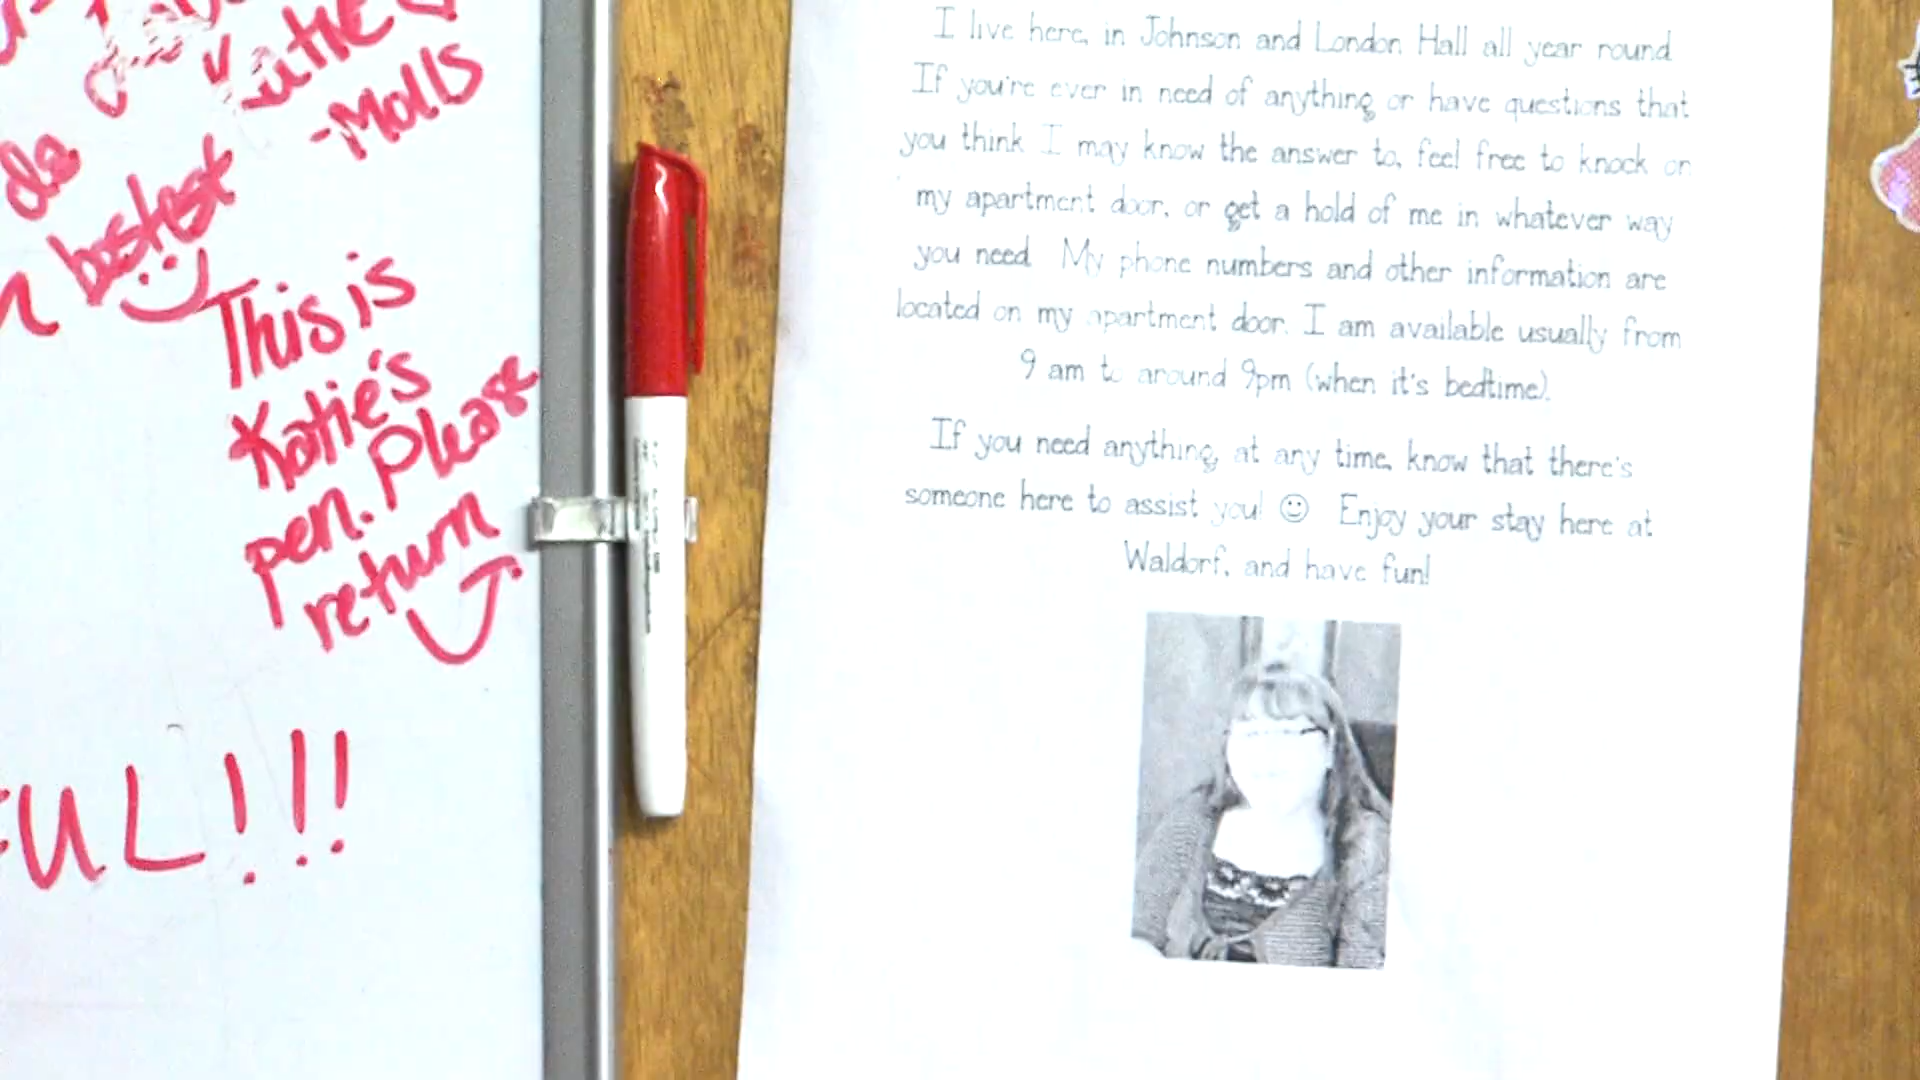 -Molls
This is
Katie's
pen. Please
return
UL!!!
I live here, in Johnson and London Hall all year round.
If you're ever in need of anything, or have questions that
you think I may know the answer to, feel free to knock on
my apartment door, or get a hold of me in whatever way
you need. My phone numbers and other information are
located on my apartment door. I am available usually from
9 am to around 9pm (when it's bedtime).
If you need anything, at any time, know that there's
someone here to assist you! ☺ Enjoy your stay here at
Waldorf, and have fun!